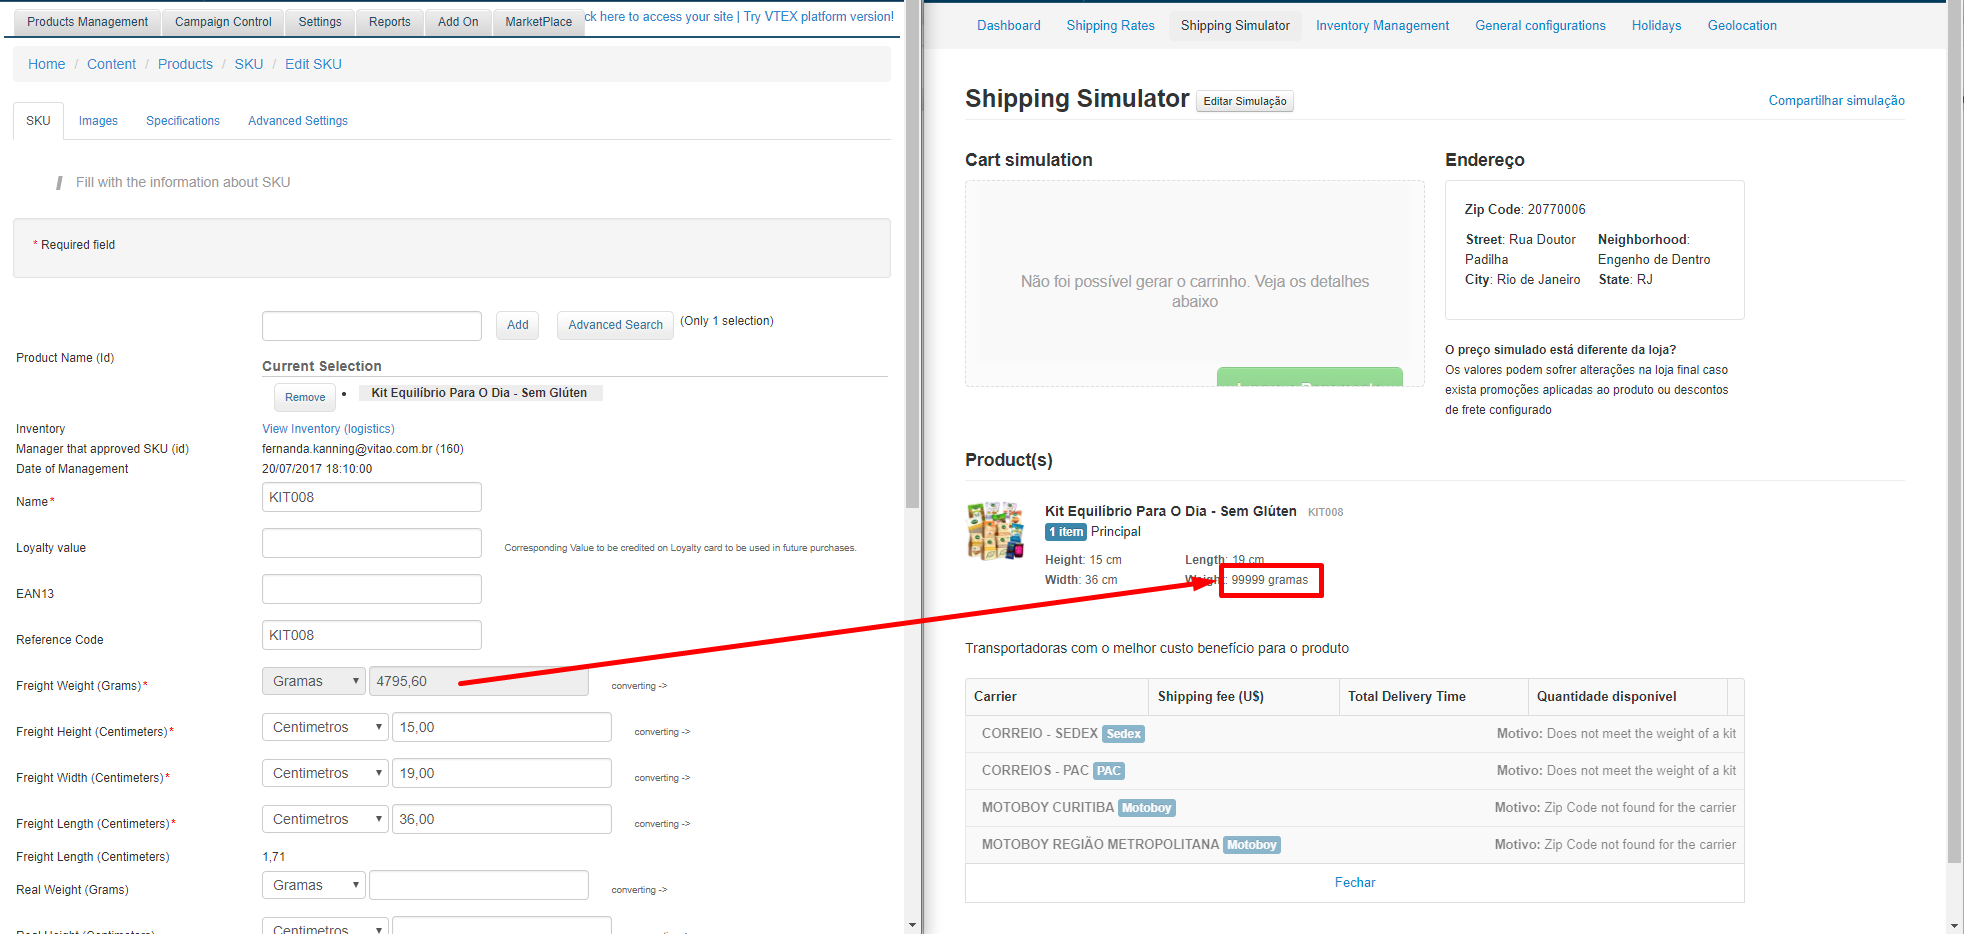 Products Management
Campaign Control
Settings
Reports
Add On
MarketPlace
ck here to access your site | Try VTEX platform version!
Home / Content / Products / SKU / Edit SKU
SKU
Images
Specifications
Advanced Settings
Fill with the information about SKU
* Required field
Product Name (Id)
Add
Advanced Search
(Only 1 selection)
Current Selection
Remove
• Kit Equilíbrio Para O Dia - Sem Glúten
Inventory
View Inventory (logistics)
Manager that approved SKU (id)
fernanda.kanning@vitao.com.br (160)
Date of Management
20/07/2017 18:10:00
Name*
KIT008
Loyalty value
Corresponding Value to be credited on Loyalty card to be used in future purchases.
EAN13
Reference Code
KIT008
Freight Weight (Grams)*
Gramas
4795,60
converting ->
Freight Height (Centimeters)*
Centimetros
15,00
converting ->
Freight Width (Centimeters)*
Centimetros
19,00
converting ->
Freight Length (Centimeters)*
Centimetros
36,00
converting ->
Freight Length (Centimeters)
1,71
Real Weight (Grams)
Gramas
converting ->
Centimetros
Dashboard
Shipping Rates
Shipping Simulator
Inventory Management
General configurations
Holidays
Geolocation
Shipping Simulator
Editar Simulação
Compartilhar simulação
Cart simulation
Não foi possível gerar o carrinho. Veja os detalhes
abaixo
Endereço
Zip Code: 20770006
Street: Rua Doutor
Padilha
Neighborhood:
Engenho de Dentro
City: Rio de Janeiro
State: RJ
O preço simulado está diferente da loja?
Os valores podem sofrer alterações na loja final caso
exista promoções aplicadas ao produto ou descontos
de frete configurado
Product(s)
Kit Equilíbrio Para O Dia - Sem Glúten KIT008
1 item Principal
Height: 15 cm
Length: 19 cm
Width: 36 cm
Weight: 99999 gramas
Transportadoras com o melhor custo benefício para o produto
Carrier
Shipping fee (U$)
Total Delivery Time
Quantidade disponível
CORREIO - SEDEX Sedex
Motivo: Does not meet the weight of a kit
CORREIOS - PAC PAC
Motivo: Does not meet the weight of a kit
MOTOBOY CURITIBA Motoboy
Motivo: Zip Code not found for the carrier
MOTOBOY REGIÃO METROPOLITANA Motoboy
Motivo: Zip Code not found for the carrier
Fechar